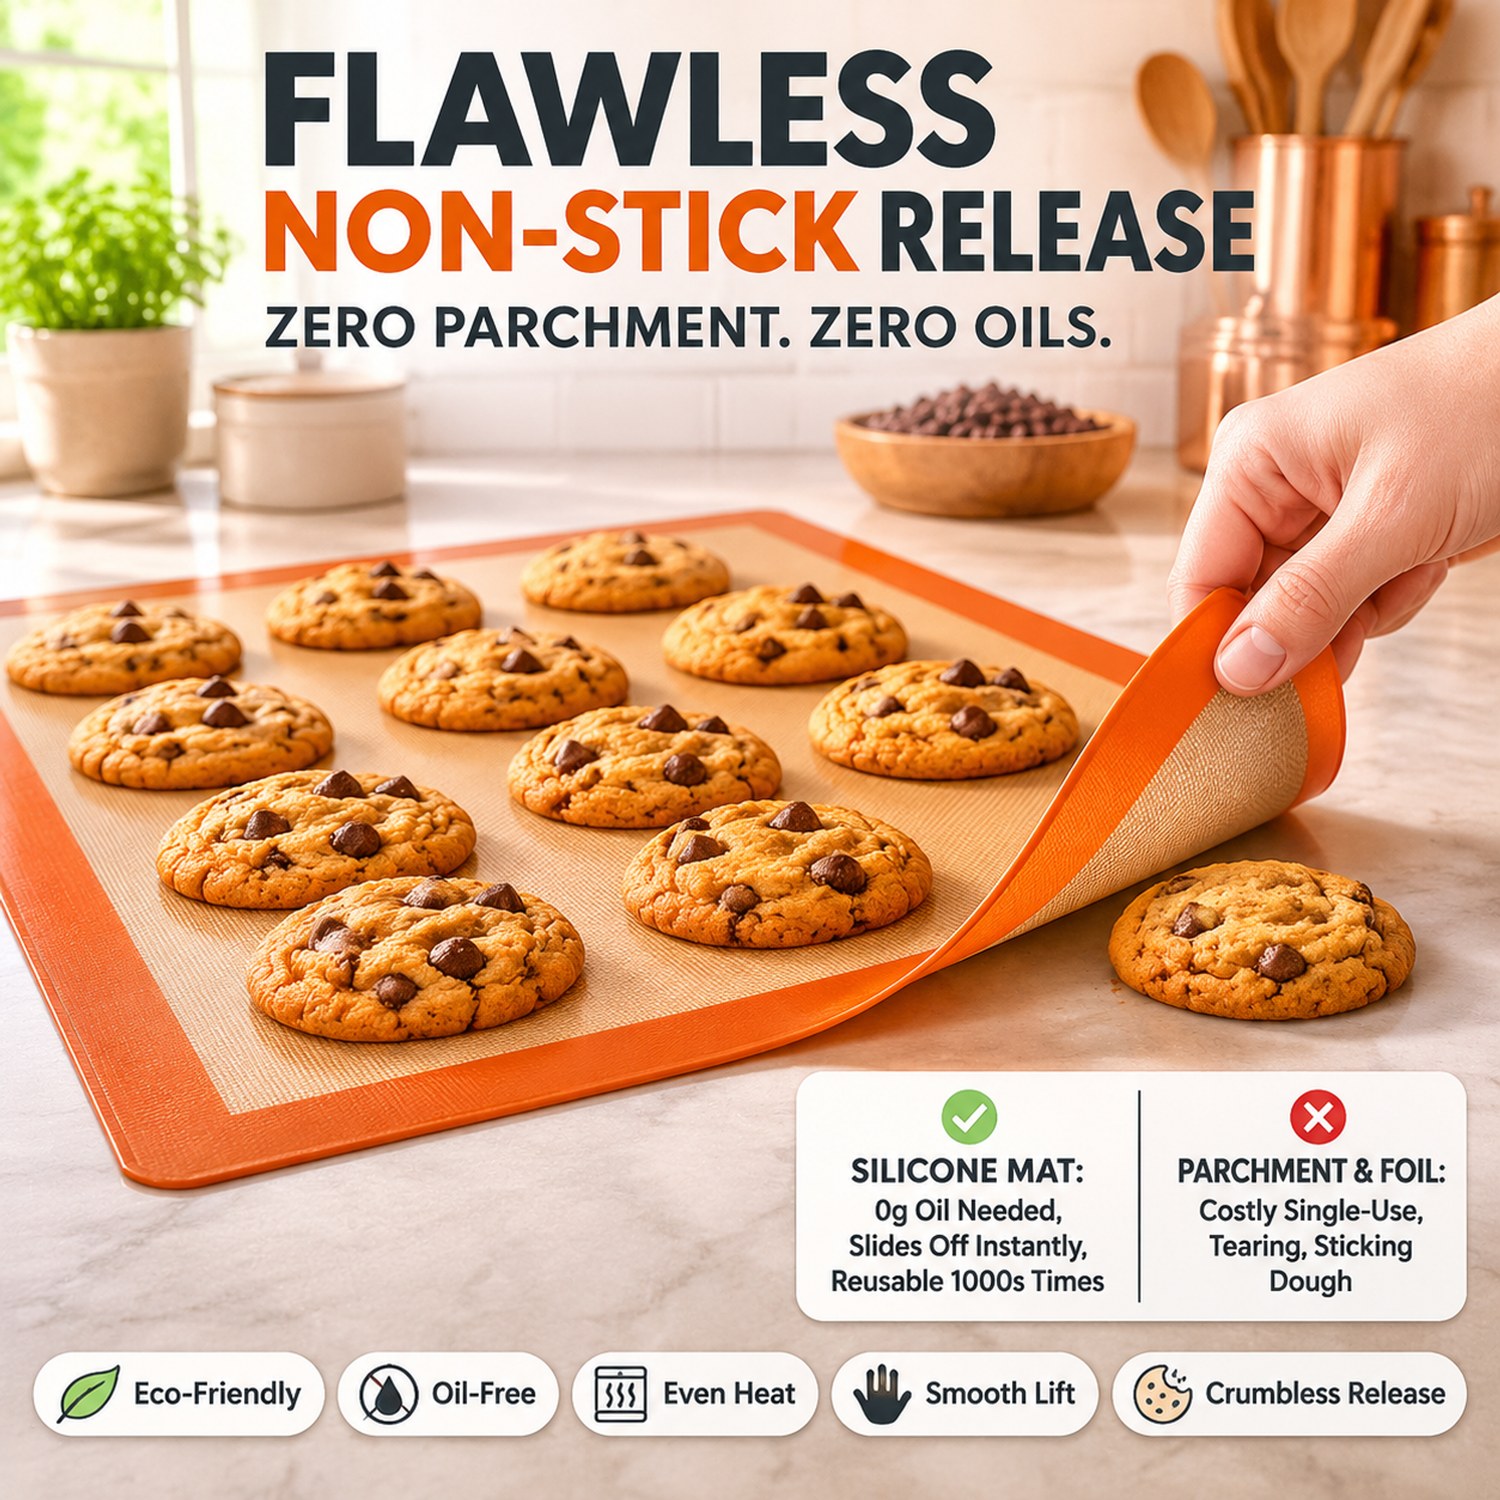 FLAWLESS
NON-STICK RELEASE
ZERO PARCHMENT. ZERO OILS.
SILICONE MAT:
0g Oil Needed,
Slides Off Instantly,
Reusable 1000s Times
PARCHMENT & FOIL:
Costly Single-Use,
Tearing, Sticking
Dough
Eco-Friendly
Oil-Free
Even Heat
Smooth Lift
Crumbless Release